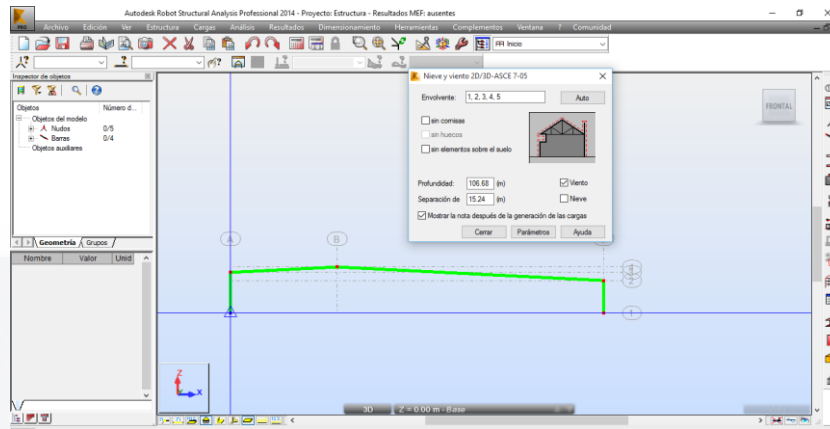 Autodesk Robot Structural Analysis Professional 2014 - Proyecto: Estructura - Resultados MEF: ausentes
PRO Archivo Edición Ver Estructura Cargas Análisis Resultados Dimensionamiento Herramientas Complementos Ventana ? Comunidad
Inicio
Inspector de objetos
Objetos Número d...
Objetos del modelo
Nudos 0/5
Barras 0/4
Objetos auxiliares
Geometría Grupos
Nombre Valor Unid
Nieve y viento 2D/3D-ASCE 7-05
Envolvente: 1, 2, 3, 4, 5 Auto
sin cornisas
sin huecos
sin elementos sobre el suelo
Profundidad: 106.68 (m) Viento
Separación de 15.24 (m) Nieve
Mostrar la nota después de la generación de las cargas
Cerrar Parámetros Ayuda
FRONTAL
A B
2
1
Z
X
3D Z = 0.00 m - Base